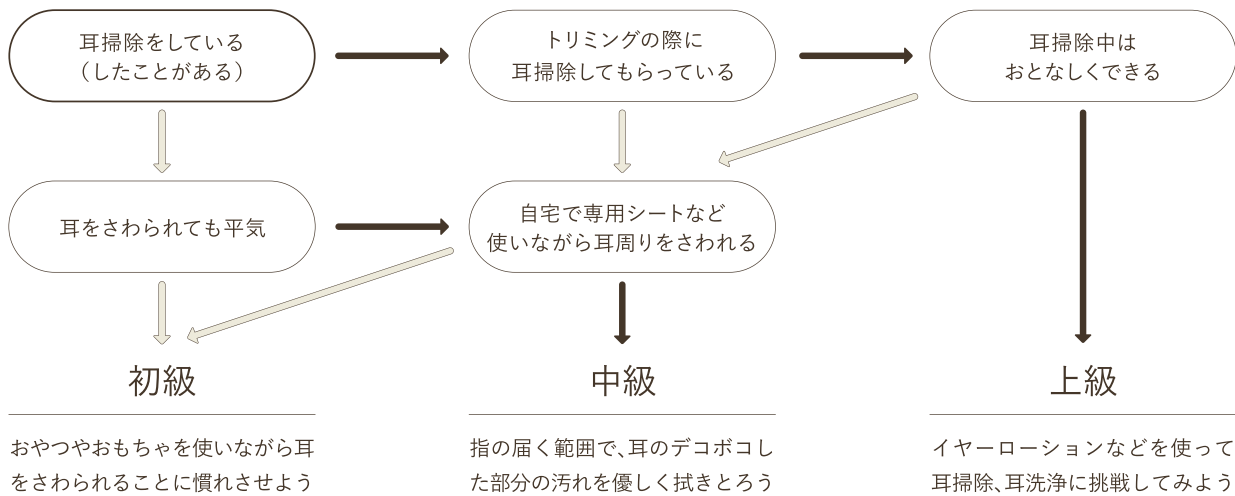 耳掃除をしている
（したことがある）
トリミングの際に
耳掃除してもらっている
耳掃除中は
おとなしくできる
耳をさわられても平気
自宅で専用シートなど
使いながら耳周りをさわれる
初級
おやつやおもちゃを使いながら耳
をさわられることに慣れさせよう
中級
指の届く範囲で、耳のデコボコし
た部分の汚れを優しく拭きとろう
上級
イヤーローションなどを使って
耳掃除、耳洗浄に挑戦してみよう